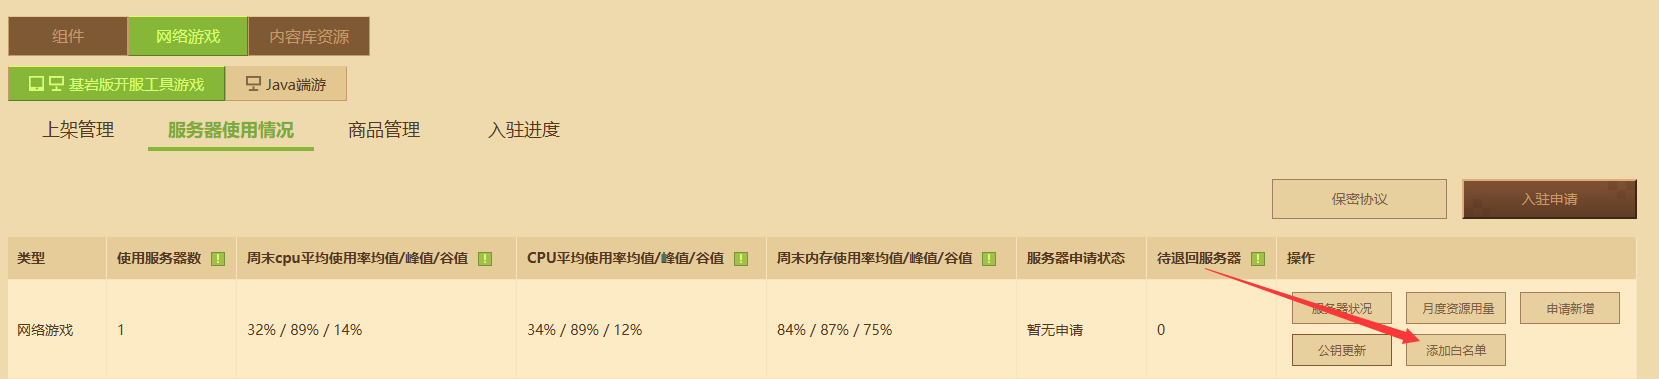 组件 网络游戏 内容库资源
基岩版开服工具游戏 Java端游
上架管理 服务器使用情况 商品管理 入驻进度
保密协议 入驻申请
类型 使用服务器数 ! 周末cpu平均使用率均值/峰值/谷值 ! CPU平均使用率均值/峰值/谷值 ! 周末内存使用率均值/峰值/谷值 ! 服务器申请状态 待退回服务器 ! 操作
服务器状况 月度资源用量 申请新增
网络游戏 1 32% / 89% / 14% 34% / 89% / 12% 84% / 87% / 75% 暂无申请 0
公钥更新 添加白名单